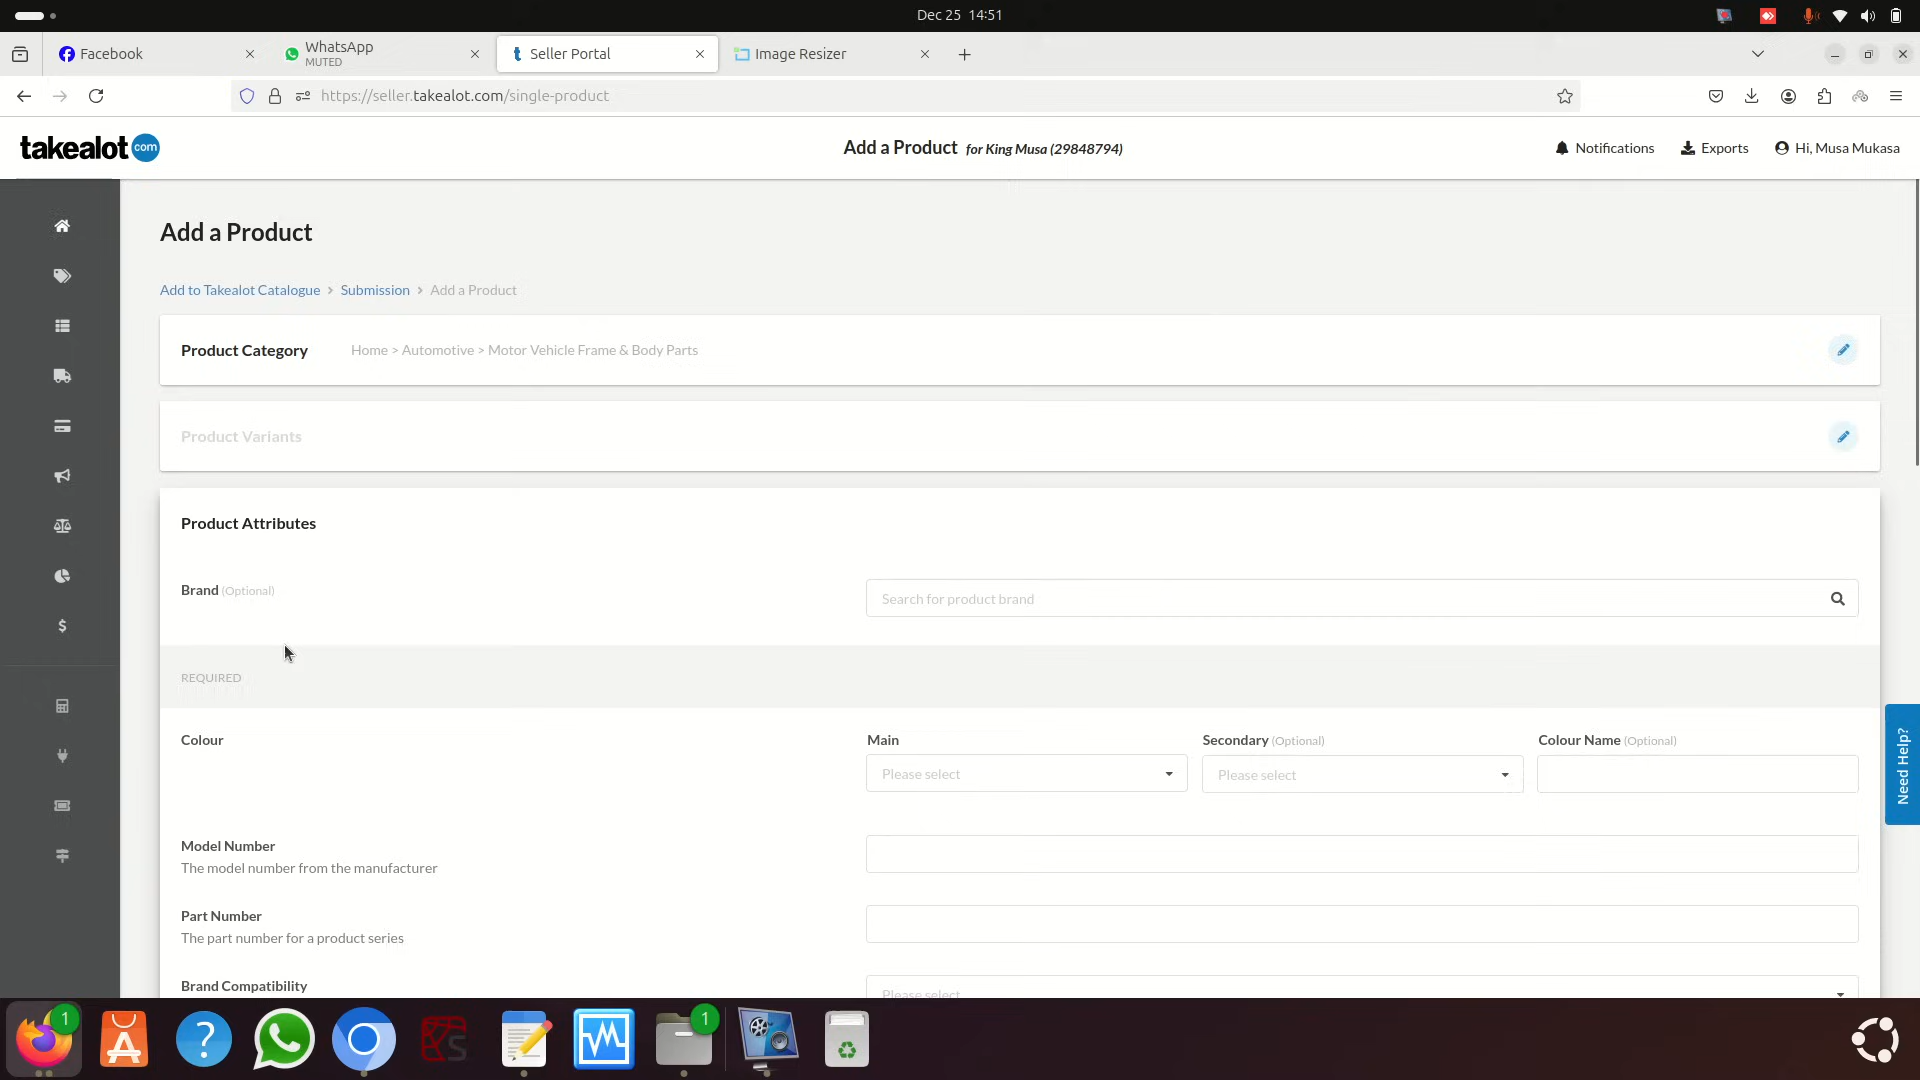 Dec 25 14:51
Facebook
WhatsApp
MUTED
Seller Portal
Image Resizer
https://seller.takealot.com/single-product
takealot com
Add a Product for King Musa (29848794)
Notifications
Exports
Hi, Musa Mukasa
Add a Product
Add to Takealot Catalogue > Submission > Add a Product
Product Category
Home > Automotive > Motor Vehicle Frame & Body Parts
Product Variants
Product Attributes
Brand (Optional)
Search for product brand
REQUIRED
Colour
Main
Secondary (Optional)
Colour Name (Optional)
Please select
Please select
Model Number
The model number from the manufacturer
Part Number
The part number for a product series
Brand Compatibility
Please select
Need Help?
1
1